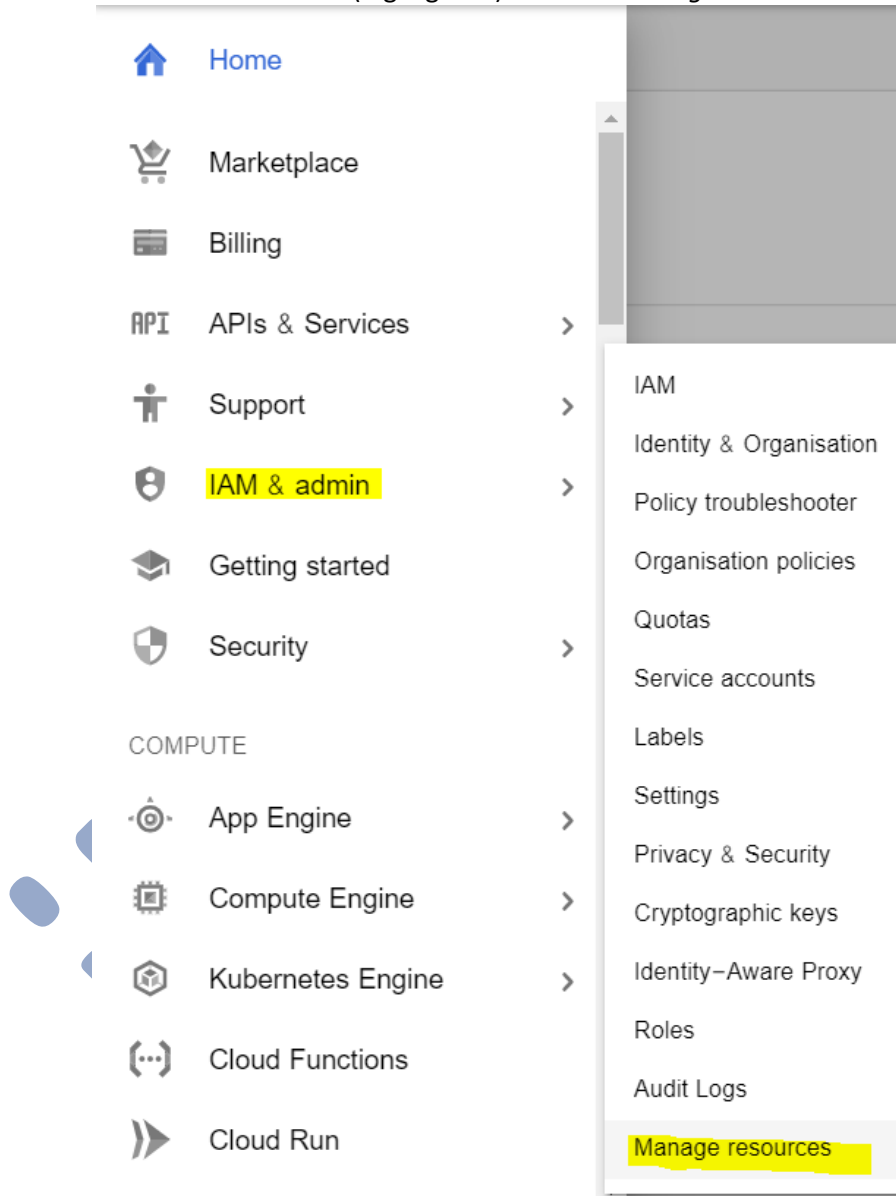 Home
Marketplace
Billing
API APIs & Services
Support
IAM & admin
Getting started
Security
COMPUTE
App Engine
Compute Engine
Kubernetes Engine
Cloud Functions
Cloud Run
IAM
Identity & Organisation
Policy troubleshooter
Organisation policies
Quotas
Service accounts
Labels
Settings
Privacy & Security
Cryptographic keys
Identity-Aware Proxy
Roles
Audit Logs
Manage resources